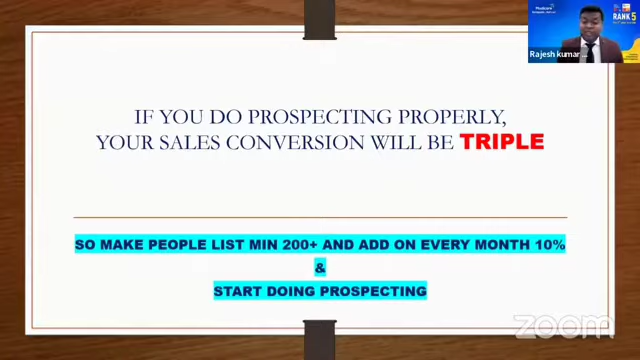 IF YOU DO PROSPECTING PROPERLY,
YOUR SALES CONVERSION WILL BE TRIPLE
SO MAKE PEOPLE LIST MIN 200+ AND ADD ON EVERY MONTH 10%
&
START DOING PROSPECTING
Medicare
RANK 5
Rajesh kumar ...
zoom